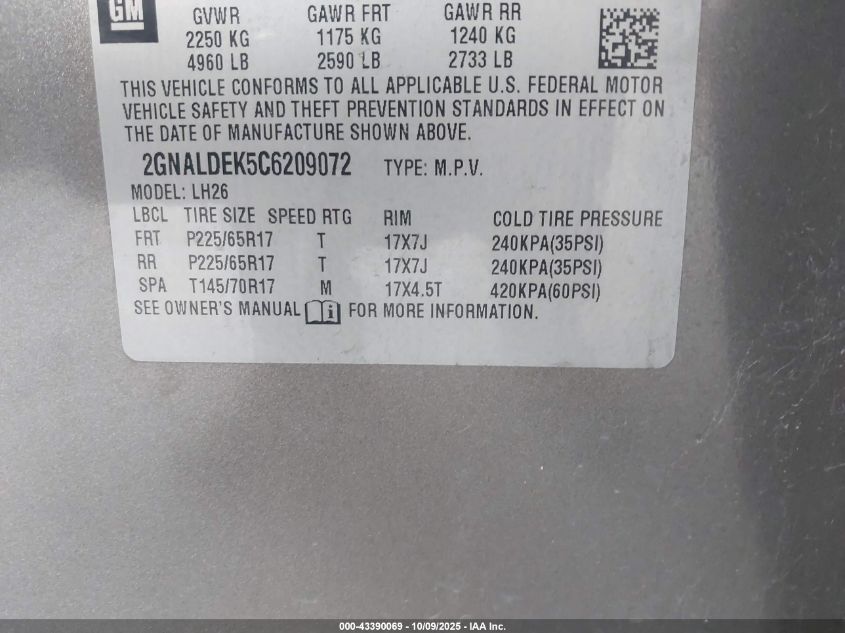 GM
GVWR GAWR FRT GAWR RR
2250 KG 1175 KG 1240 KG
4960 LB 2590 LB 2733 LB
THIS VEHICLE CONFORMS TO ALL APPLICABLE U.S. FEDERAL MOTOR
VEHICLE SAFETY AND THEFT PREVENTION STANDARDS IN EFFECT ON
THE DATE OF MANUFACTURE SHOWN ABOVE.
2GNALDEK5C6209072 TYPE: M.P.V.
MODEL: LH26
LBCL TIRE SIZE SPEED RTG RIM COLD TIRE PRESSURE
FRT P225/65R17 T 17X7J 240KPA(35PSI)
RR P225/65R17 T 17X7J 240KPA(35PSI)
SPA T145/70R17 M 17X4.5T 420KPA(60PSI)
SEE OWNER'S MANUAL FOR MORE INFORMATION.
000-43390069 - 10/09/2025 - IAA Inc.